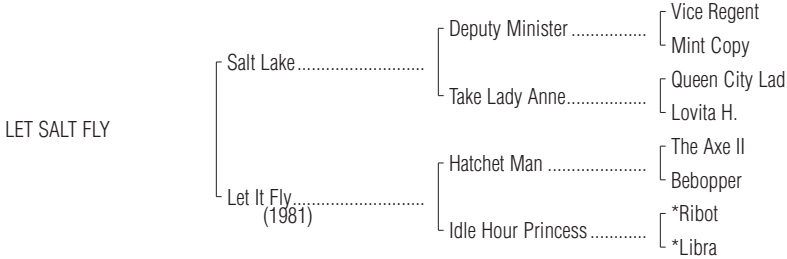 Vice Regent
Deputy Minister ................
Mint Copy
Salt Lake..........................
Queen City Lad
Take Lady Anne.................
Lovita H.
LET SALT FLY
The Axe II
Hatchet Man .....................
Bebopper
Let It Fly...........................
(1981)
*Ribot
Idle Hour Princess ............
*Libra